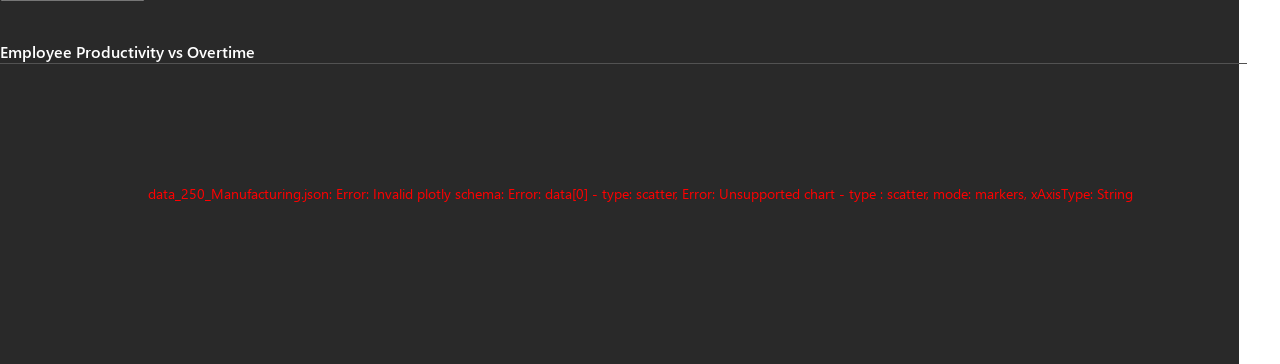 Employee Productivity vs Overtime
data_250_Manufacturing.json: Error: Invalid plotly schema: Error: data[0] - type: scatter, Error: Unsupported chart - type : scatter, mode: markers, xAxisType: String